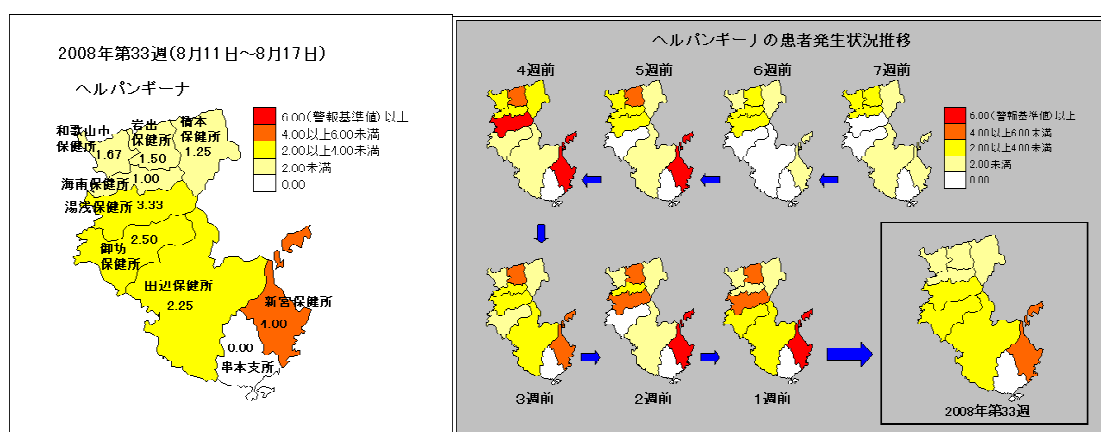 2008年第33週(8月11日～8月17日)
ヘルパンギーナ
6.00(警報基準値)以上
4.00以上6.00未満
2.00以上4.00未満
2.00未満
0.00
和歌山市
保健所
1.67
岩出
保健所
1.50
橋本
保健所
1.25
1.00
海南保健所
湯浅保健所
3.33
2.50
御坊
保健所
田辺保健所
2.25
新宮保健所
4.00
0.00
串本支所
ヘルパンギーナの患者発生状況推移
4週前
5週前
6週前
7週前
6.00(警報基準値)以上
4.00以上6.00未満
2.00以上4.00未満
2.00未満
0.00
3週前
2週前
1週前
2008年第33週